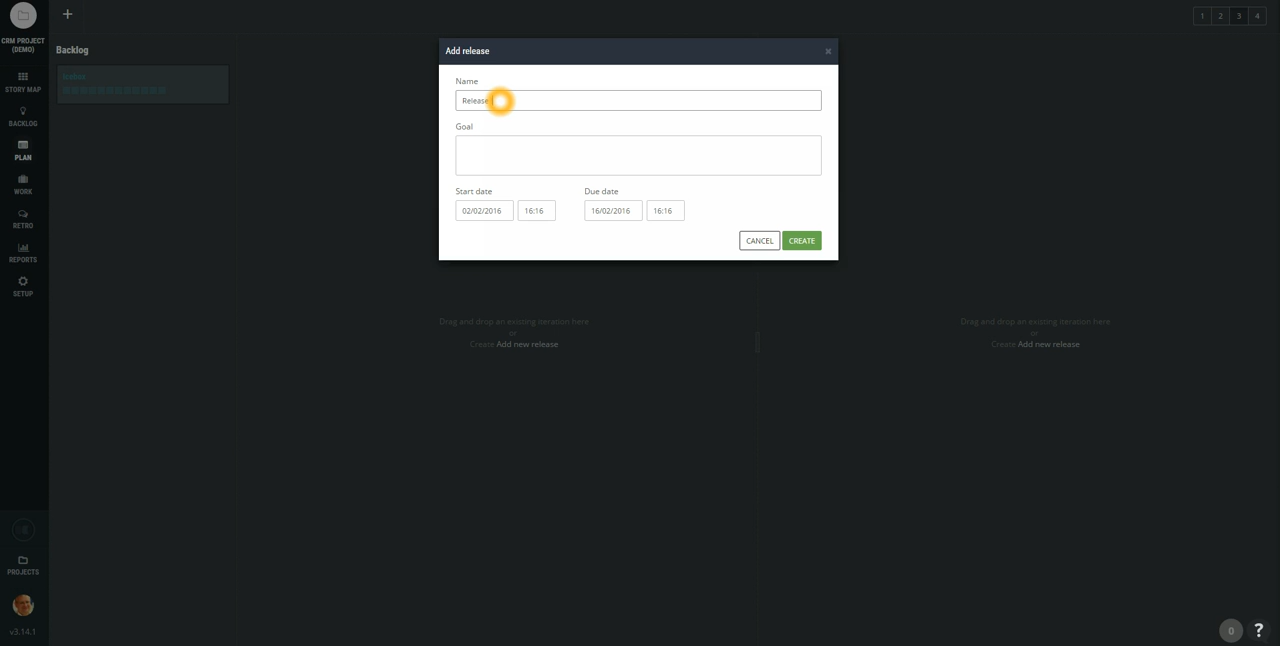 CRM PROJECT
(DEMO)
STORY MAP
BACKLOG
PLAN
WORK
RETRO
REPORTS
SETUP
PROJECTS
v3.14.1
+
1 2 3 4
Backlog
Add release
×
Name
Release
Goal
Start date
Due date
02/02/2016 16:16
16/02/2016 16:16
CANCEL CREATE
Drag and drop an existing iteration here
or
Create Add new release
Drag and drop an existing iteration here
or
Create Add new release
0 ?